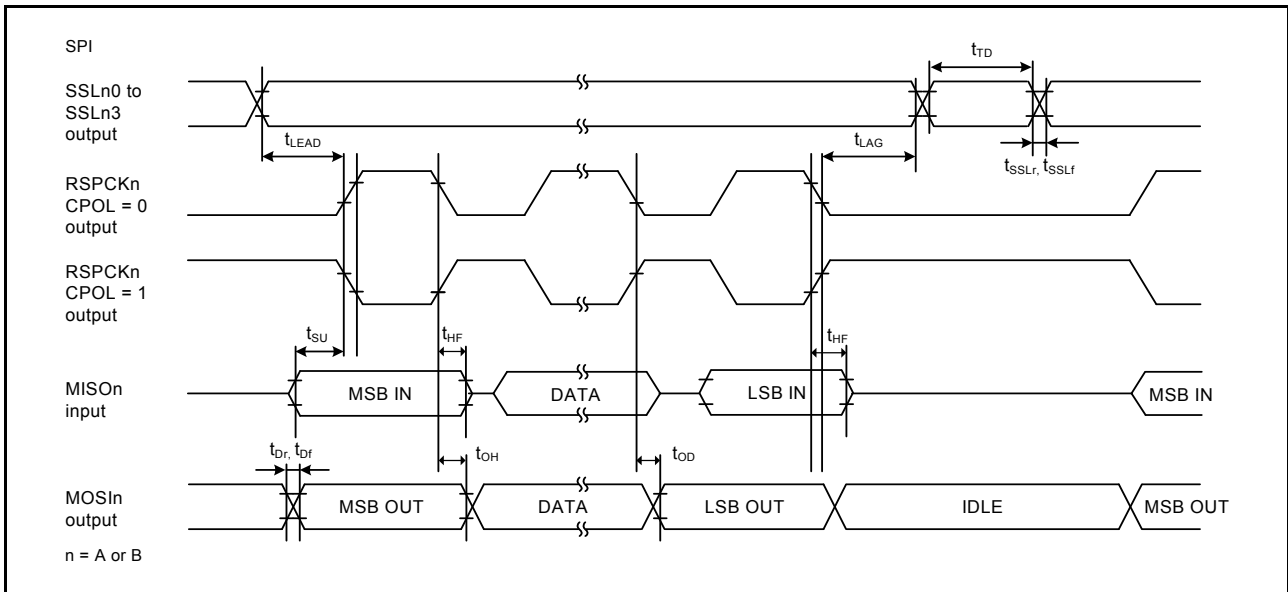 SPI
tTD
SSLn0 to
SSLn3
output
tLEAD
tLAG
tSSLr, tSSLf
RSPCKn
CPOL = 0
output
RSPCKn
CPOL = 1
output
tSU
tHF
tHF
MISOn
input
MSB IN
DATA
LSB IN
MSB IN
tDr, tDf
tOH
tOD
MOSIn
output
MSB OUT
DATA
LSB OUT
IDLE
MSB OUT
n = A or B